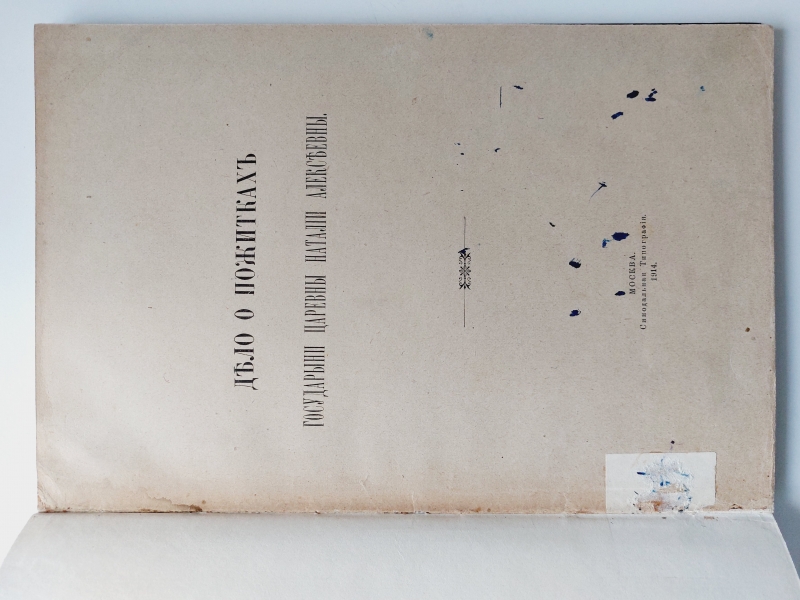 ДѢЛО О ПОЖИТКАХЪ
ГОСУДАРЫНИ ЦАРЕВНЫ НАТАЛІИ АЛЕКСѢЕВНЫ.
МОСКВА.
Синодальная Типографія.
1914.